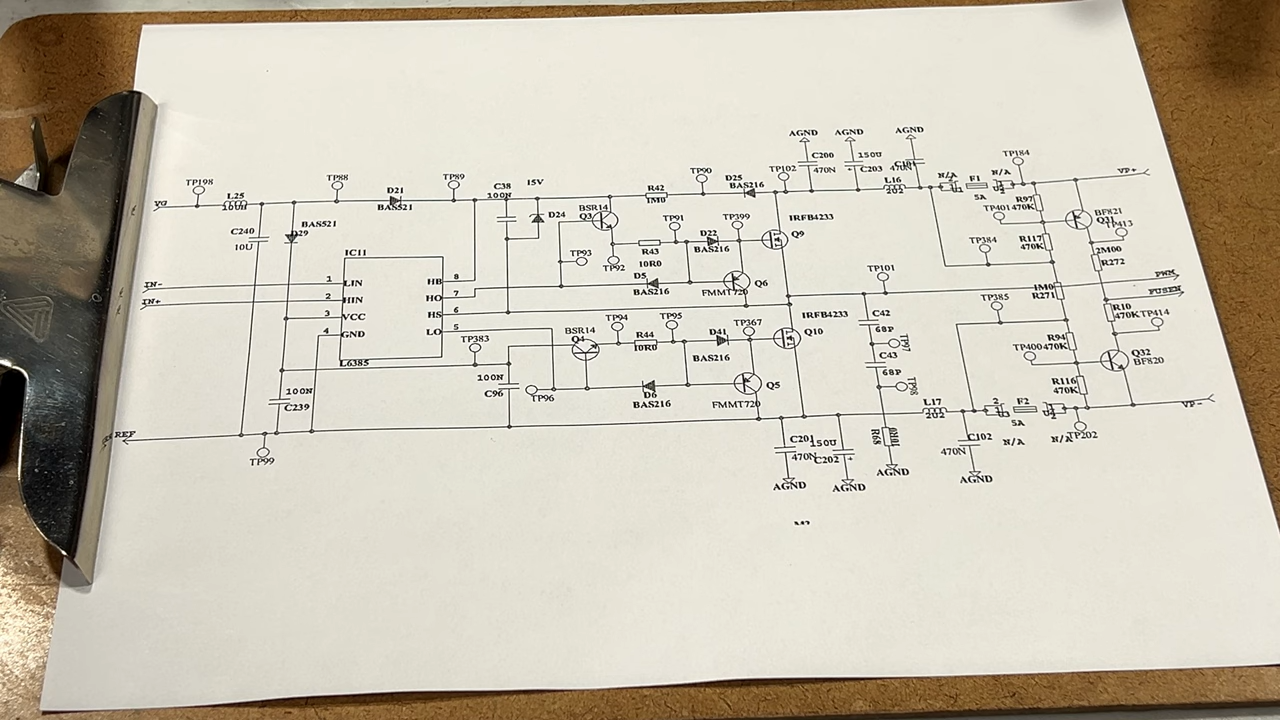 AGND AGND AGND
C200 470N
150U C203
470N
TP184
VP+
TP198
VG
L25
10UH
TP88
D21
BAS521
TP89
C38
100N
15V
D24
BSR14
Q3
R42
1M0
TP90
D25
BAS216
TP102
L16
2U2
N/A
U1
F1
5A
N/A
R97
470K
TP401
BF821
TP413
C240
10U
BAS521
D29
TP93
TP92
R43
10R0
TP91
D22
BAS216
TP399
IRFB4233
Q9
R117
470K
TP384
2M00
R272
IC11
1 LIN
2 HIN
3 VCC
4 GND
L6385
HB 8
HO 7
HS 6
LO 5
IN-
IN+
D5
BAS216
FMMT720
Q6
TP101
1M0
R271
PWM
FUSEN
TP385
TP383
BSR14
Q4
TP94
R44
10R0
TP95
D41
BAS216
TP367
IRFB4233
Q10
C42
68P
TP97
C43
68P
TP98
R10
470K
TP414
R94
470K
TP400
Q32
BF820
R116
470K
100N
C239
100N
C96
TP96
D6
BAS216
FMMT720
Q5
L17
2U2
2
F2
5A
N/A
N/A
TP202
VP-
REF
TP99
C201
470N
150U
C202
R68
C102
470N
AGND AGND AGND AGND